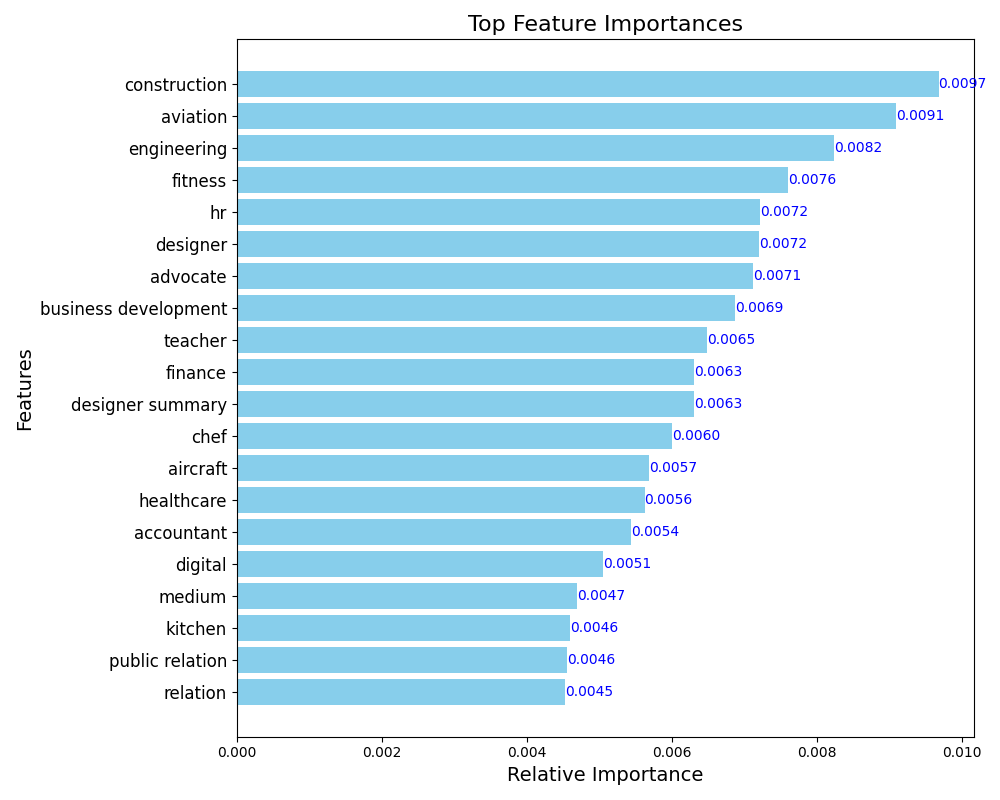 Top Feature Importances
construction 0.0097
aviation 0.0091
engineering 0.0082
fitness 0.0076
hr 0.0072
designer 0.0072
advocate 0.0071
business development 0.0069
teacher 0.0065
finance 0.0063
designer summary 0.0063
chef 0.0060
aircraft 0.0057
healthcare 0.0056
accountant 0.0054
digital 0.0051
medium 0.0047
kitchen 0.0046
public relation 0.0046
relation 0.0045
Features
0.000 0.002 0.004 0.006 0.008 0.010
Relative Importance